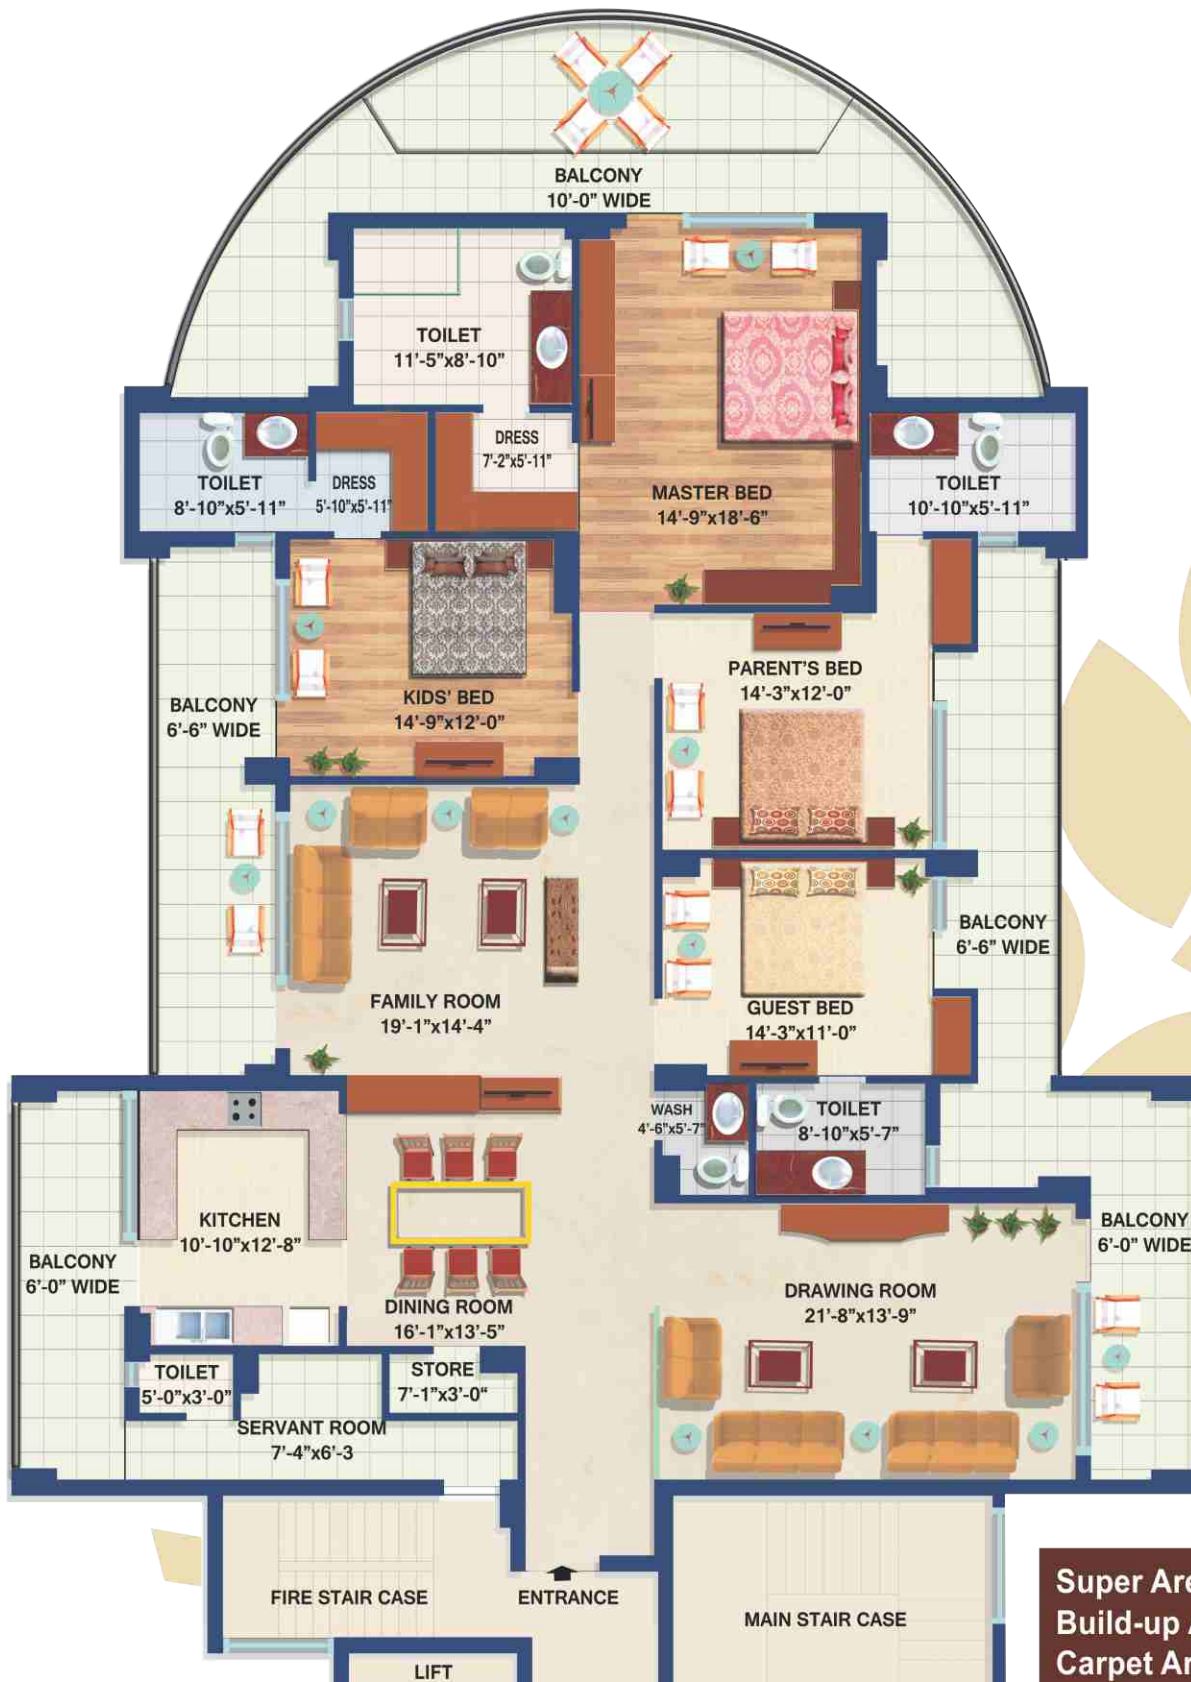 BALCONY
10'-0" WIDE
TOILET
11'-5"x8'-10"
DRESS
7'-2"x5'-11"
TOILET
8'-10"x5'-11"
DRESS
5'-10"x5'-11"
MASTER BED
14'-9"x18'-6"
TOILET
10'-10"x5'-11"
KIDS' BED
14'-9"x12'-0"
BALCONY
6'-6" WIDE
PARENT'S BED
14'-3"x12'-0"
FAMILY ROOM
19'-1"x14'-4"
GUEST BED
14'-3"x11'-0"
BALCONY
6'-6" WIDE
WASH
4'-6"x5'-7"
TOILET
8'-10"x5'-7"
KITCHEN
10'-10"x12'-8"
BALCONY
6'-0" WIDE
DINING ROOM
16'-1"x13'-5"
DRAWING ROOM
21'-8"x13'-9"
BALCONY
6'-0" WIDE
TOILET
5'-0"x3'-0"
STORE
7'-1"x3'-0"
SERVANT ROOM
7'-4"x6'-3
FIRE STAIR CASE
ENTRANCE
MAIN STAIR CASE
LIFT
Super Are
Build-up
Carpet Ar